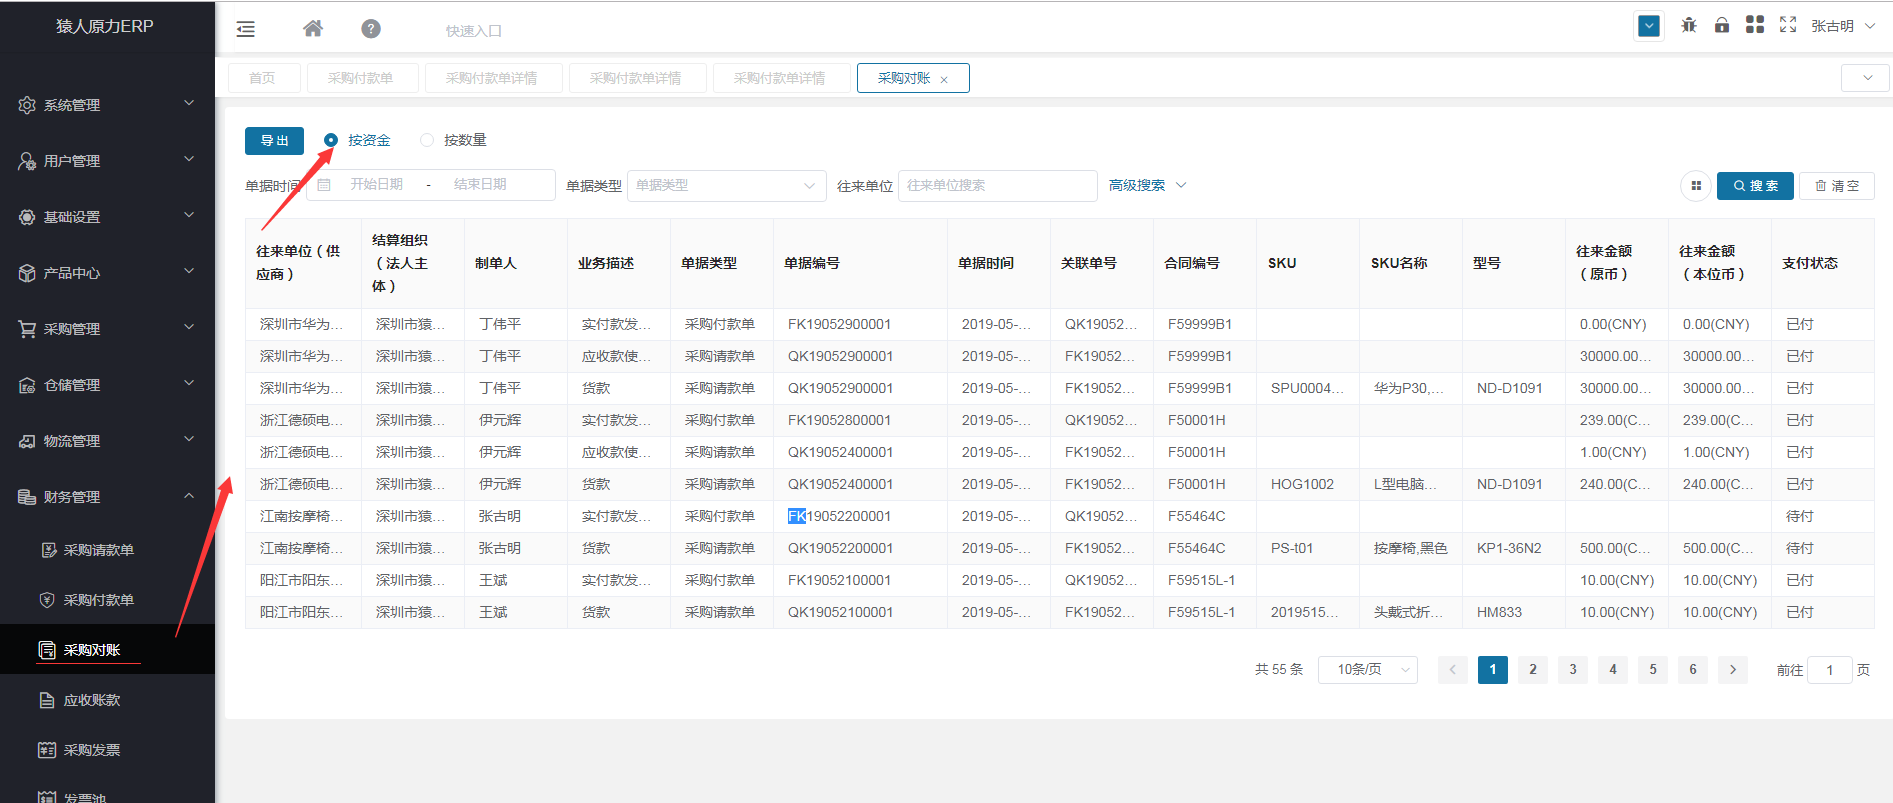 猿人原力ERP
快速入口
张古明
首页
采购付款单
采购付款单详情
采购付款单详情
采购付款单详情
采购对账
系统管理
用户管理
基础设置
产品中心
采购管理
仓储管理
物流管理
财务管理
采购请款单
采购付款单
采购对账
应收账款
采购发票
发票池
导出 按资金 按数量
单据时间 开始日期 - 结束日期 单据类型 单据类型 往来单位 往来单位搜索 高级搜索 搜索 清空
往来单位（供应商） 结算组织（法人主体） 制单人 业务描述 单据类型 单据编号 单据时间 关联单号 合同编号 SKU SKU名称 型号 往来金额（原币） 往来金额（本位币） 支付状态
深圳市华为... 深圳市猿... 丁伟平 实付款发... 采购付款单 FK19052900001 2019-05-... QK19052... F59999B1 0.00(CNY) 0.00(CNY) 已付
深圳市华为... 深圳市猿... 丁伟平 应收款使... 采购请款单 QK19052900001 2019-05-... FK19052... F59999B1 30000.00... 30000.00... 已付
深圳市华为... 深圳市猿... 丁伟平 货款 采购请款单 QK19052900001 2019-05-... FK19052... F59999B1 SPU0004... 华为P30,... ND-D1091 30000.00... 30000.00... 已付
浙江德硕电... 深圳市猿... 伊元辉 实付款发... 采购付款单 FK19052800001 2019-05-... QK19052... F50001H 239.00(C... 239.00(C... 已付
浙江德硕电... 深圳市猿... 伊元辉 应收款使... 采购请款单 QK19052400001 2019-05-... FK19052... F50001H 1.00(CNY) 1.00(CNY) 已付
浙江德硕电... 深圳市猿... 伊元辉 货款 采购请款单 QK19052400001 2019-05-... FK19052... F50001H HOG1002 L型电脑... ND-D1091 240.00(C... 240.00(C... 已付
江南按摩椅... 深圳市猿... 张古明 实付款发... 采购付款单 FK19052200001 2019-05-... QK19052... F55464C 待付
江南按摩椅... 深圳市猿... 张古明 货款 采购请款单 QK19052200001 2019-05-... FK19052... F55464C PS-t01 按摩椅,黑色 KP1-36N2 500.00(C... 500.00(C... 待付
阳江市阳东... 深圳市猿... 王斌 实付款发... 采购付款单 FK19052100001 2019-05-... QK19052... F59515L-1 10.00(CNY) 10.00(CNY) 已付
阳江市阳东... 深圳市猿... 王斌 货款 采购请款单 QK19052100001 2019-05-... FK19052... F59515L-1 2019515... 头戴式折... HM833 10.00(CNY) 10.00(CNY) 已付
共 55 条 10条/页 1 2 3 4 5 6 前往 1 页